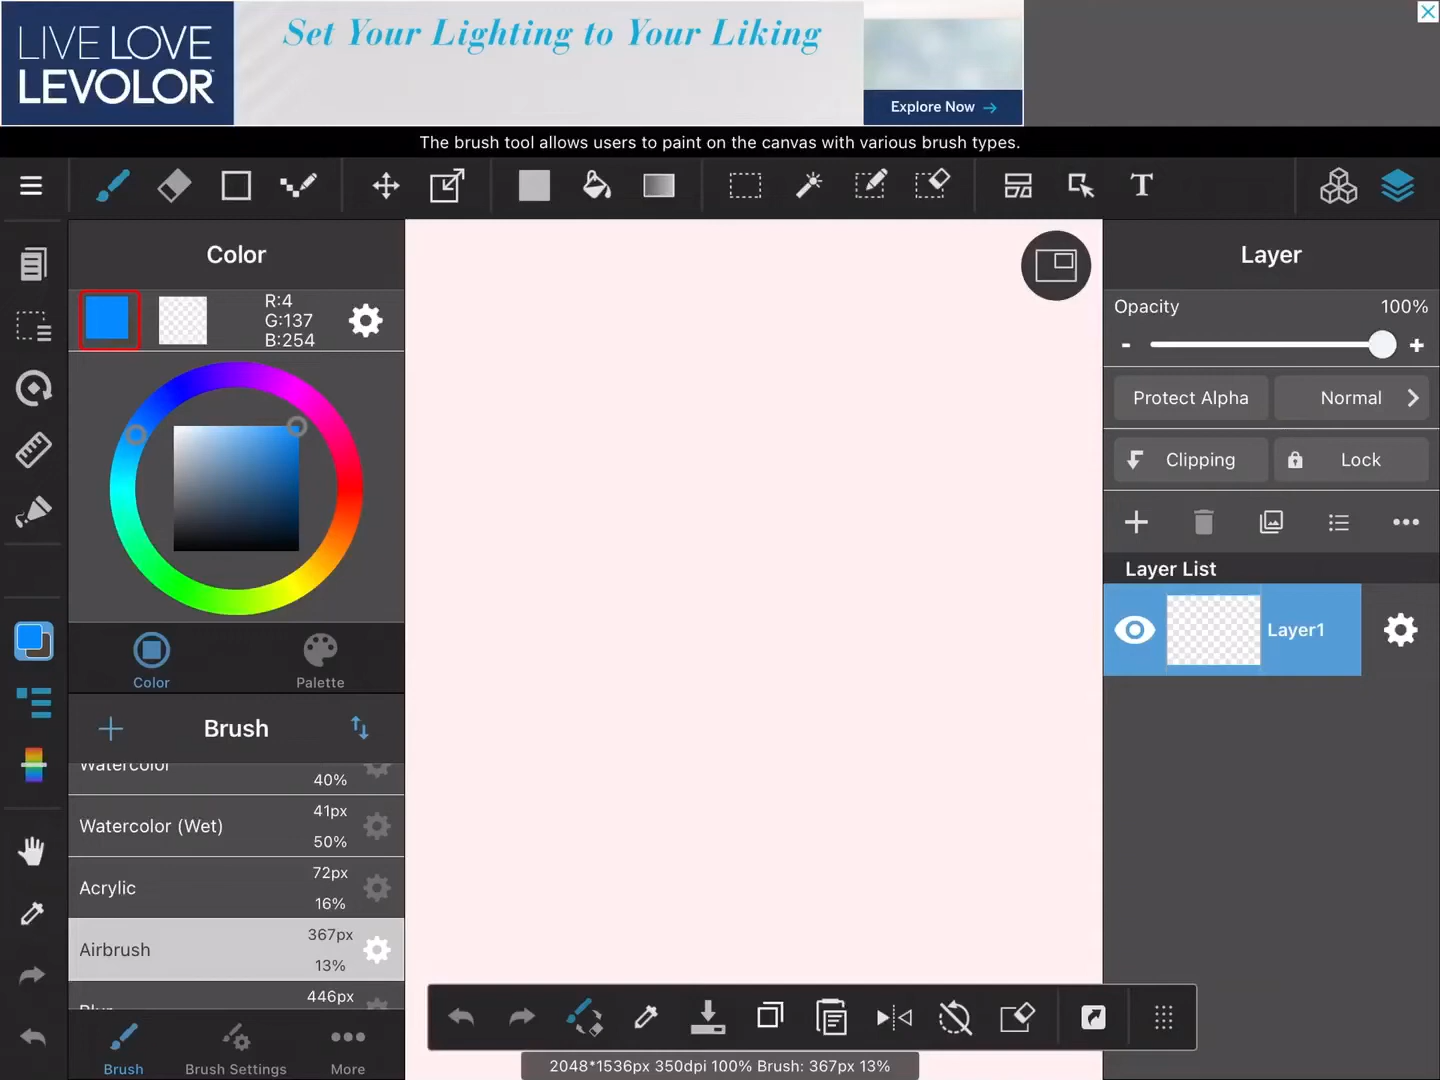 LIVE LOVE
LEVOLOR
Set Your Lighting to Your Liking
Explore Now →
The brush tool allows users to paint on the canvas with various brush types.
T
Color
R:4
G:137
B:254
Color
Palette
Brush
Watercolor
40%
Watercolor (Wet)
41px
50%
Acrylic
72px
16%
Airbrush
367px
13%
Blur
446px
Brush
Brush Settings
More
Layer
Opacity
100%
- +
Protect Alpha
Normal
Clipping
Lock
Layer List
Layer1
2048*1536px 350dpi 100% Brush: 367px 13%